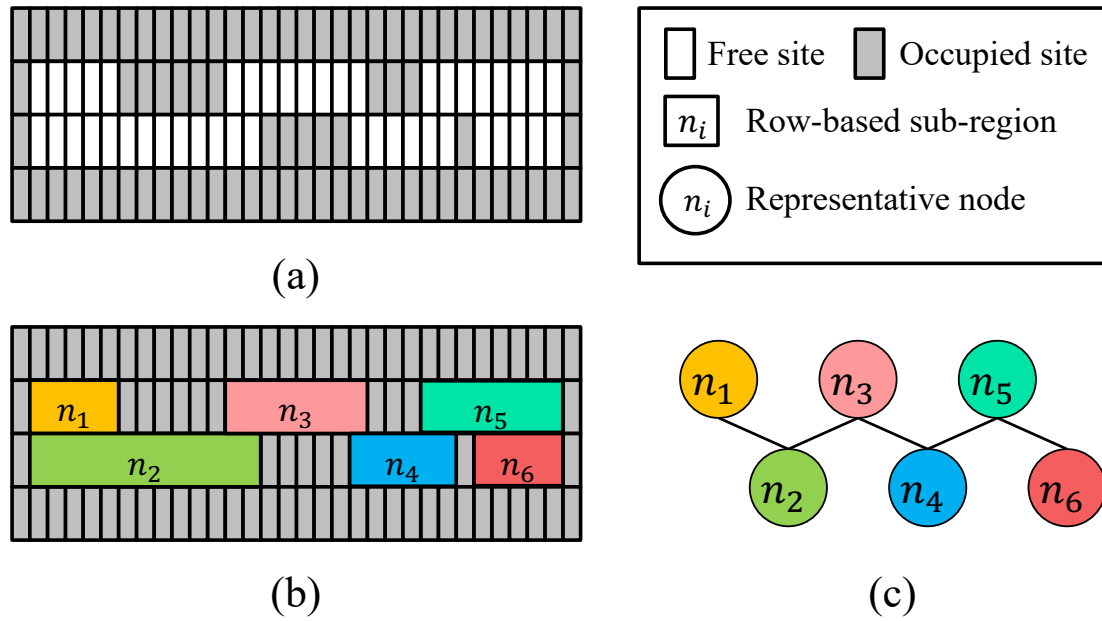 Free site Occupied site
n_i Row-based sub-region
n_i Representative node
(a)
n_1 n_3 n_5
n_2 n_4 n_6
(b)
n_1 n_3 n_5
n_2 n_4 n_6
(c)